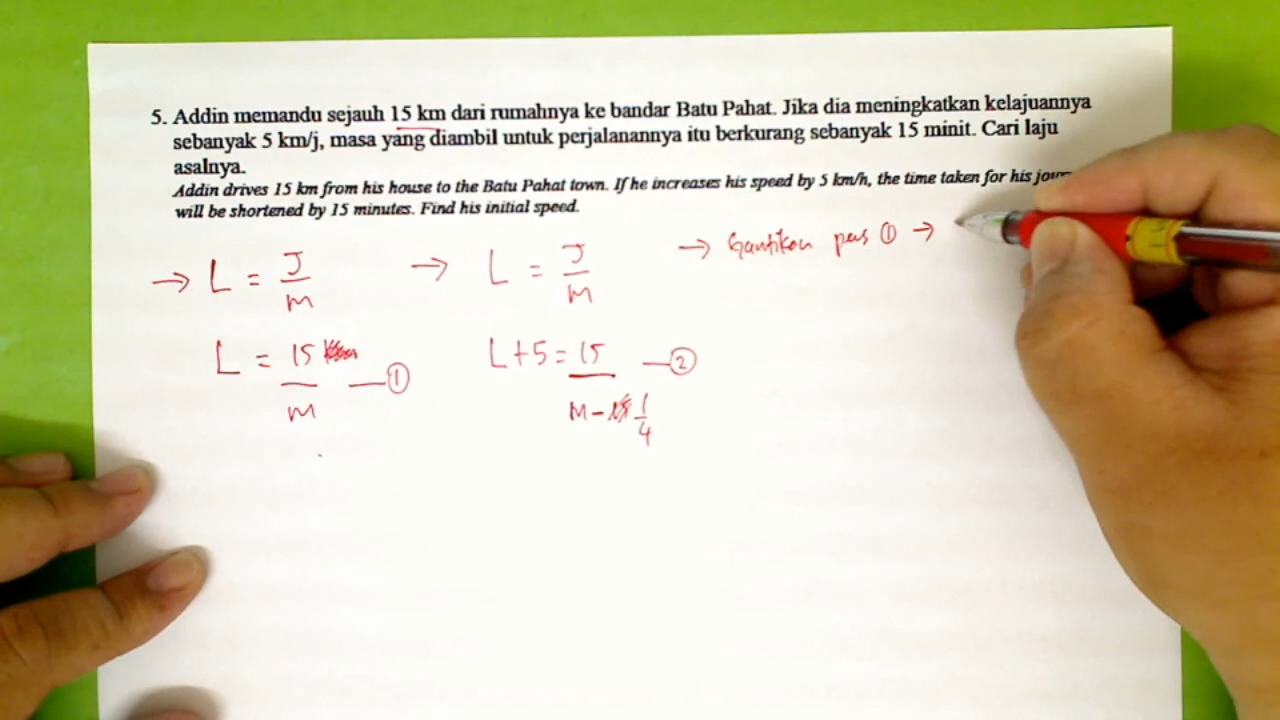 5. Addin memandu sejauh 15 km dari rumahnya ke bandar Batu Pahat. Jika dia meningkatkan kelajuannya
sebanyak 5 km/j, masa yang diambil untuk perjalanannya itu berkurang sebanyak 15 minit. Cari laju
asalnya.
Addin drives 15 km from his house to the Batu Pahat town. If he increases his speed by 5 km/h, the time taken for his
will be shortened by 15 minutes. Find his initial speed.
→ L = J/m
→ L = J/m
→ Gantikan pers ① →
L = 15/m —①
L+5 = 15/(M - 1/4) —②